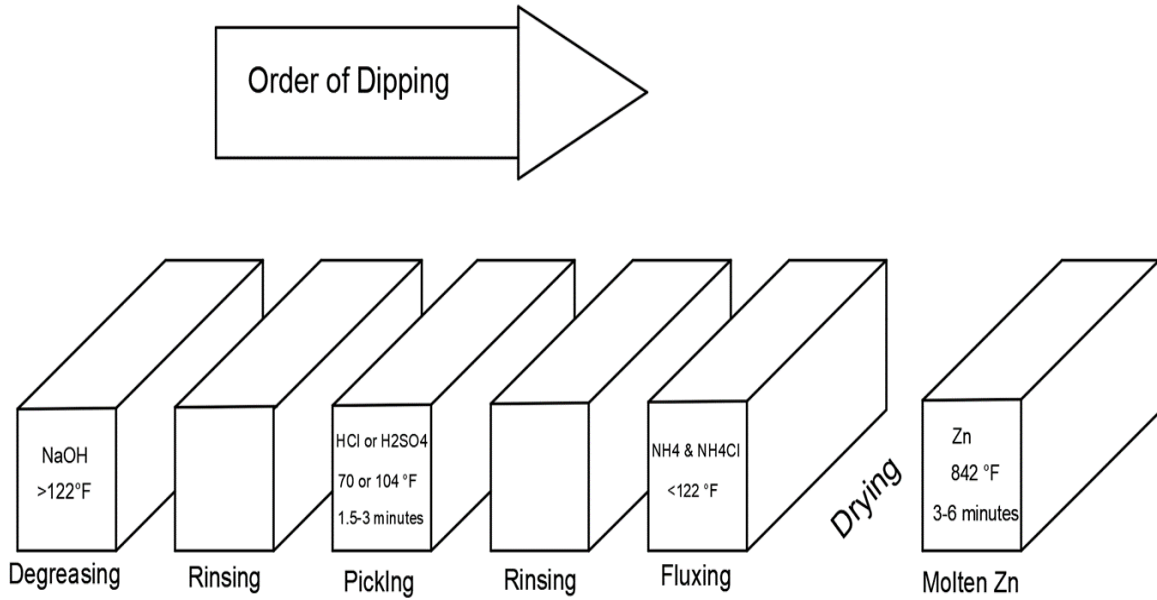 Order of Dipping
NaOH
>122°F
HCl or H2SO4
70 or 104 °F
1.5-3 minutes
NH4 & NH4Cl
<122 °F
Zn
842 °F
3-6 minutes
Degreasing
Rinsing
PickIng
Rinsing
Fluxing
Drying
Molten Zn